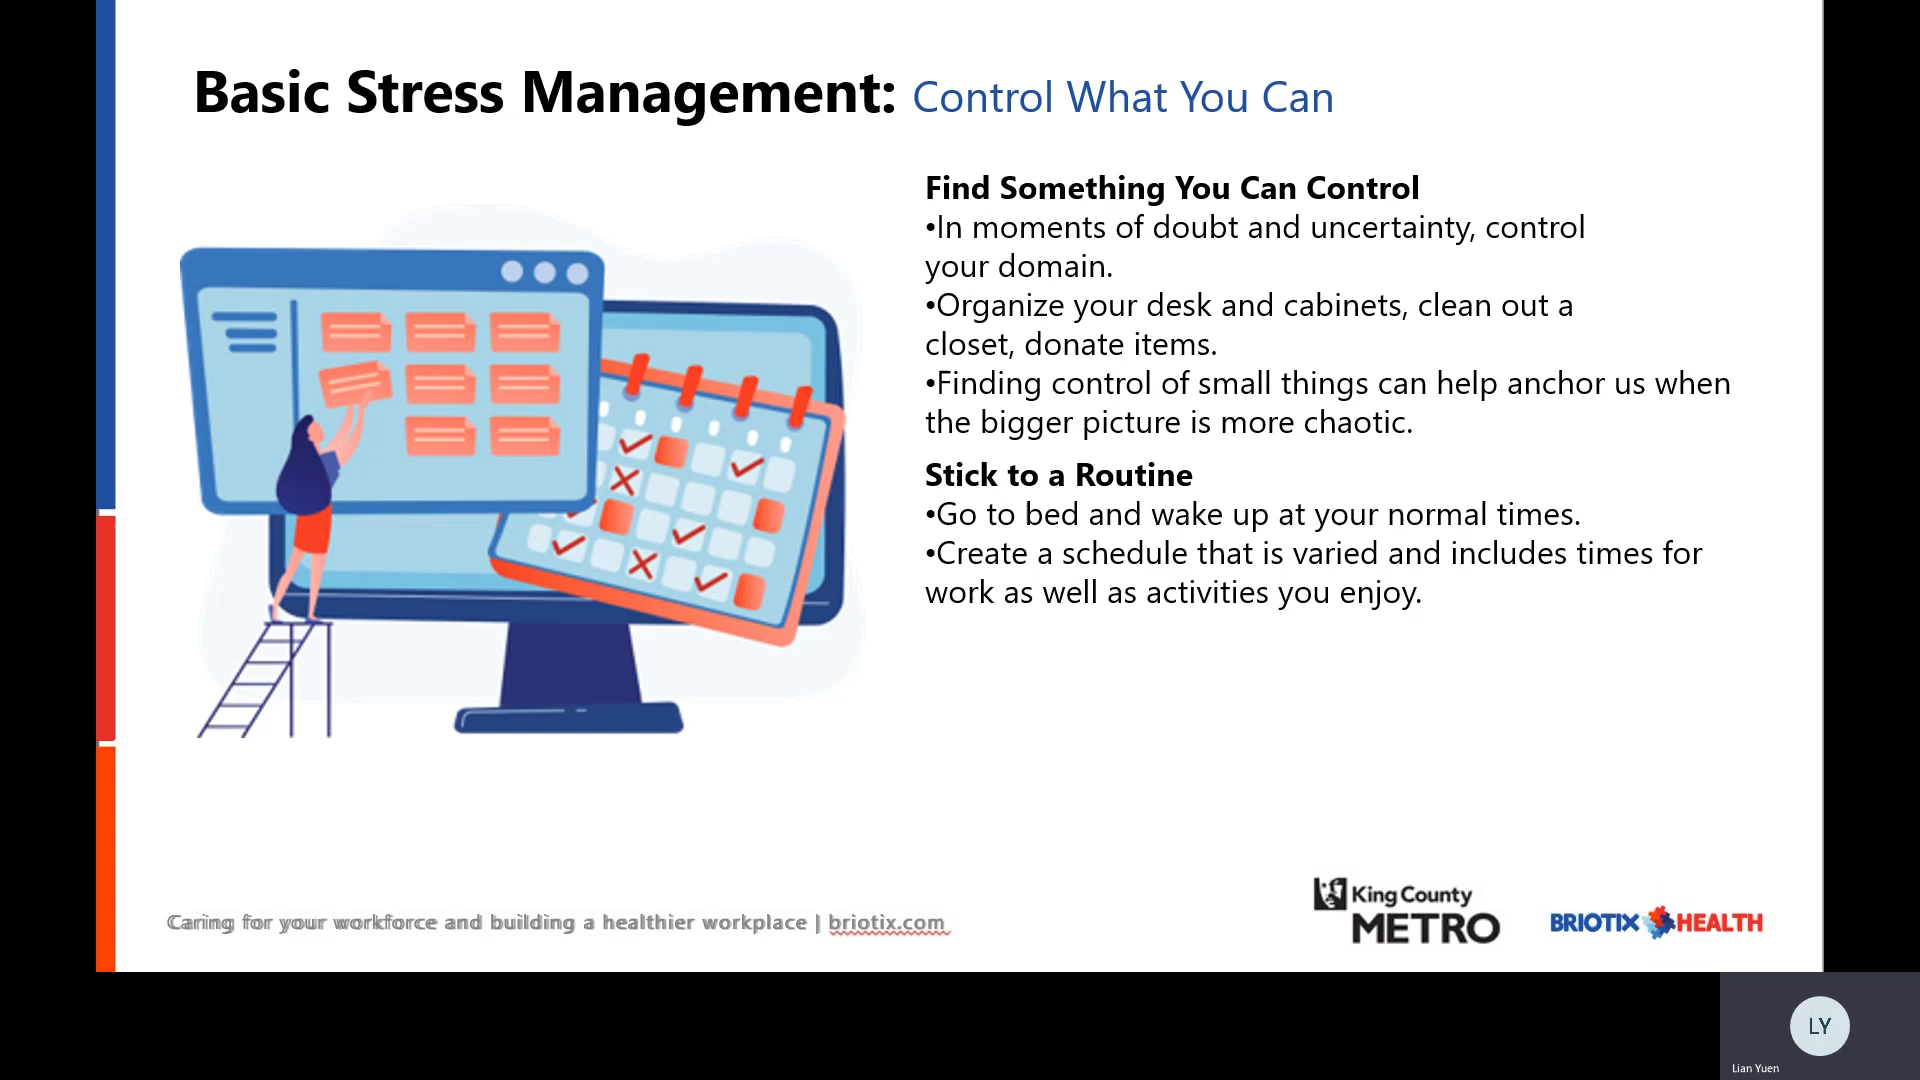 Basic Stress Management: Control What You Can
Find Something You Can Control
•In moments of doubt and uncertainty, control
your domain.
•Organize your desk and cabinets, clean out a
closet, donate items.
•Finding control of small things can help anchor us when
the bigger picture is more chaotic.
Stick to a Routine
•Go to bed and wake up at your normal times.
•Create a schedule that is varied and includes times for
work as well as activities you enjoy.
Caring for your workforce and building a healthier workplace | briotix.com
King County
METRO
BRIOTIX HEALTH
LY
Lian Yuen